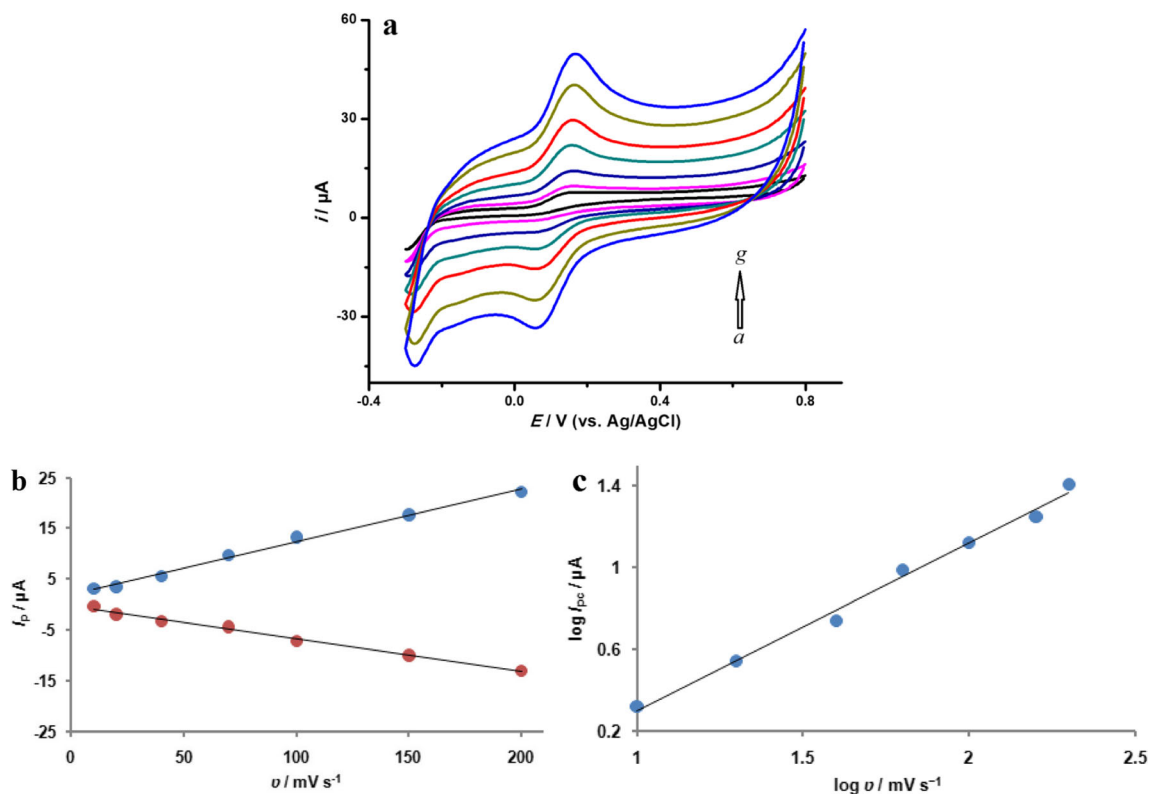 a
60
30
0
-30
i / µA
-0.4 0.0 0.4 0.8
E / V (vs. Ag/AgCl)
g
a
b
25
15
5
-5
-15
-25
Ip / µA
0 50 100 150 200
υ / mV s⁻¹
c
1.4
1
0.6
0.2
log Ipc / µA
1 1.5 2 2.5
log υ / mV s⁻¹